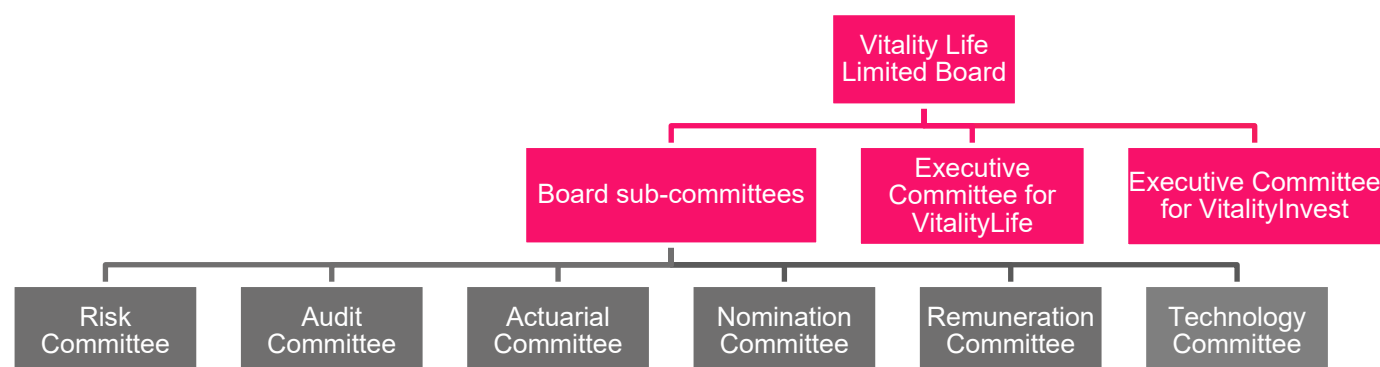 Vitality Life
Limited Board
Board sub-committees
Executive
Committee for
VitalityLife
Executive Committee
for VitalityInvest
Risk
Committee
Audit
Committee
Actuarial
Committee
Nomination
Committee
Remuneration
Committee
Technology
Committee